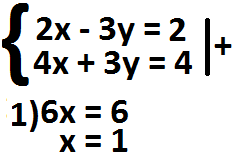 {2x - 3y = 2
4x + 3y = 4 |+
1)6x = 6
x = 1